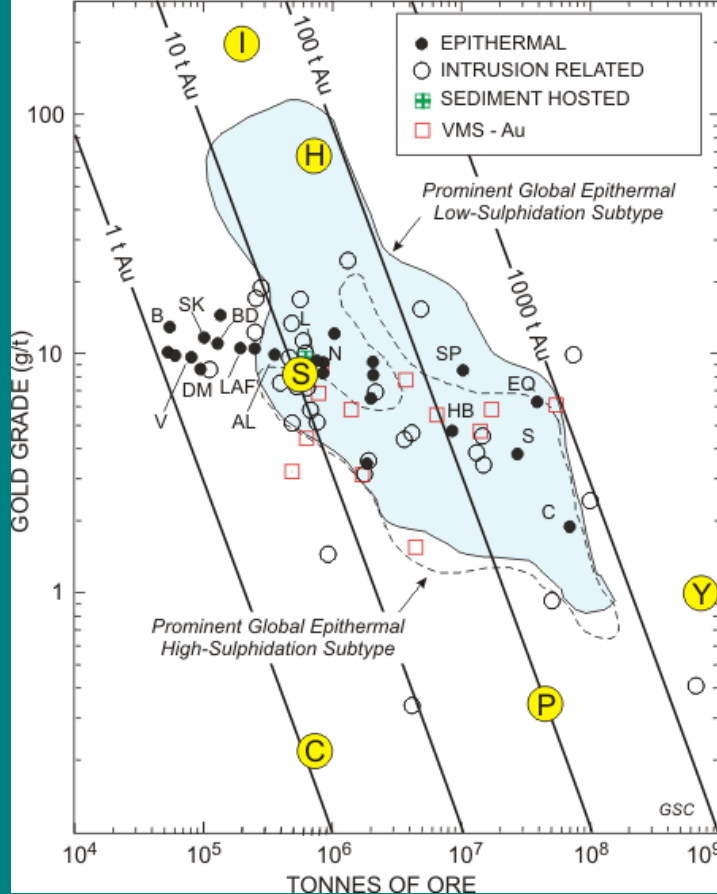 I
10 t Au
100 t Au
EPITHERMAL
INTRUSION RELATED
SEDIMENT HOSTED
VMS - Au
100
H
Prominent Global Epithermal
Low-Sulphidation Subtype
1 t Au
1000 t Au
B
SK
BD
L
N
SP
10
S
EQ
V
DM
LAF
AL
HB
S
C
GOLD GRADE (g/t)
1
Y
Prominent Global Epithermal
High-Sulphidation Subtype
P
C
GSC
10⁴
10⁵
10⁶
10⁷
10⁸
10⁹
TONNES OF ORE